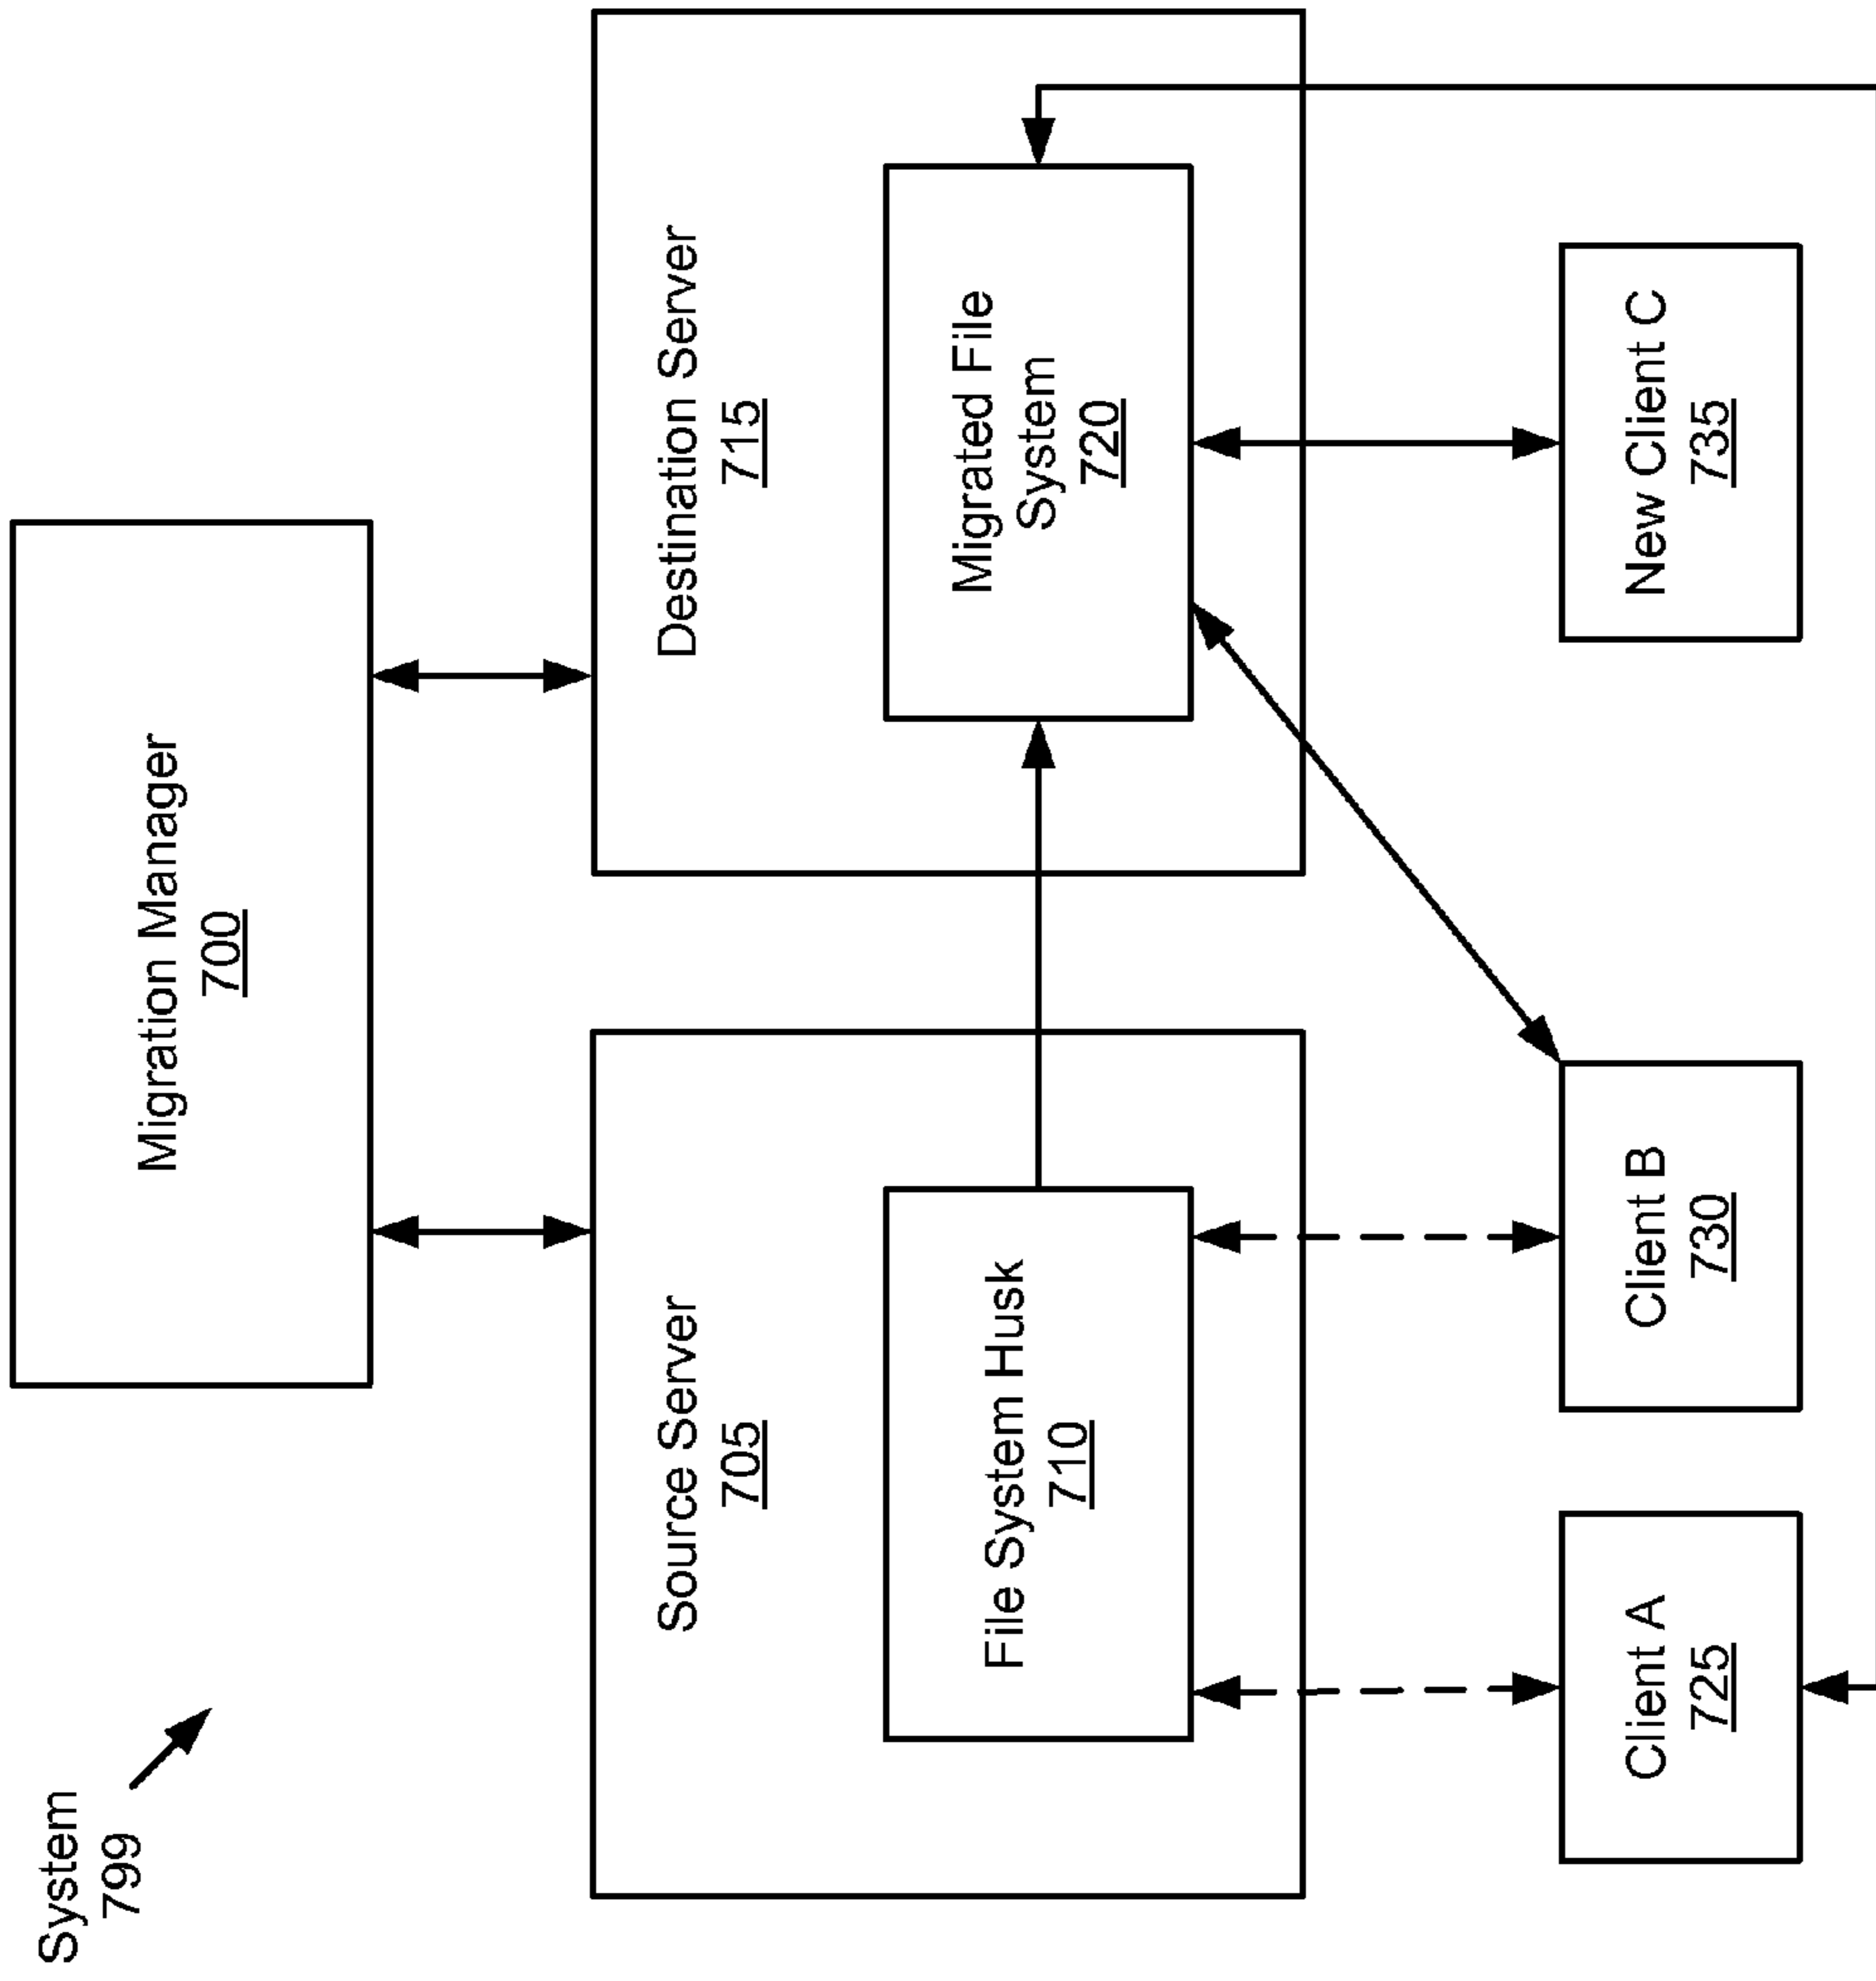 System
799
Migration Manager
700
Source Server
705
Destination Server
715
File System Husk
710
Migrated File
System
720
Client A
725
Client B
730
New Client C
735